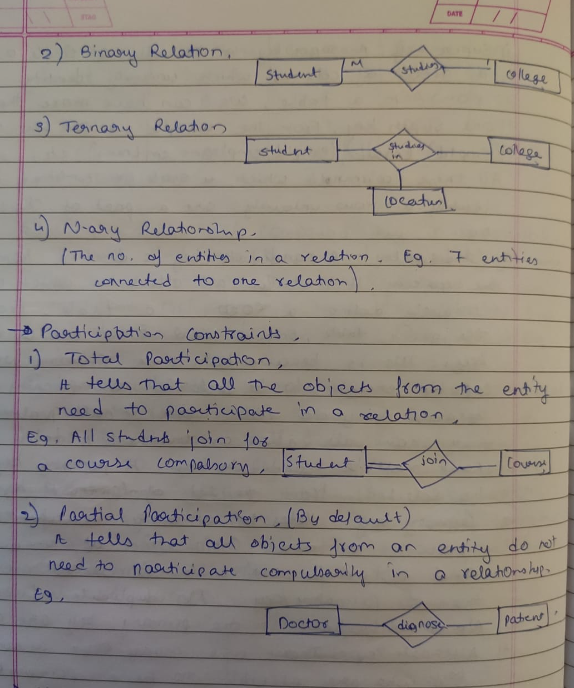 DATE
2) Binary Relation.
Student M Studies 1 College
3) Ternary Relation
Student Studies in College
Location
4) N-ary Relationship.
(The no. of entities in a relation. Eg. 7 entities
connected to one relation).
→ Participation Constraints.
1) Total Participation.
It tells that all the objects from the entity
need to participate in a relation.
Eg. All students join for
a course compalsory. Student join Course
2) Partial Participation. (By default)
It tells that all objects from an entity do not
need to participate compulsarily in a relationship.
Eg.
Doctor diagnose Patient.